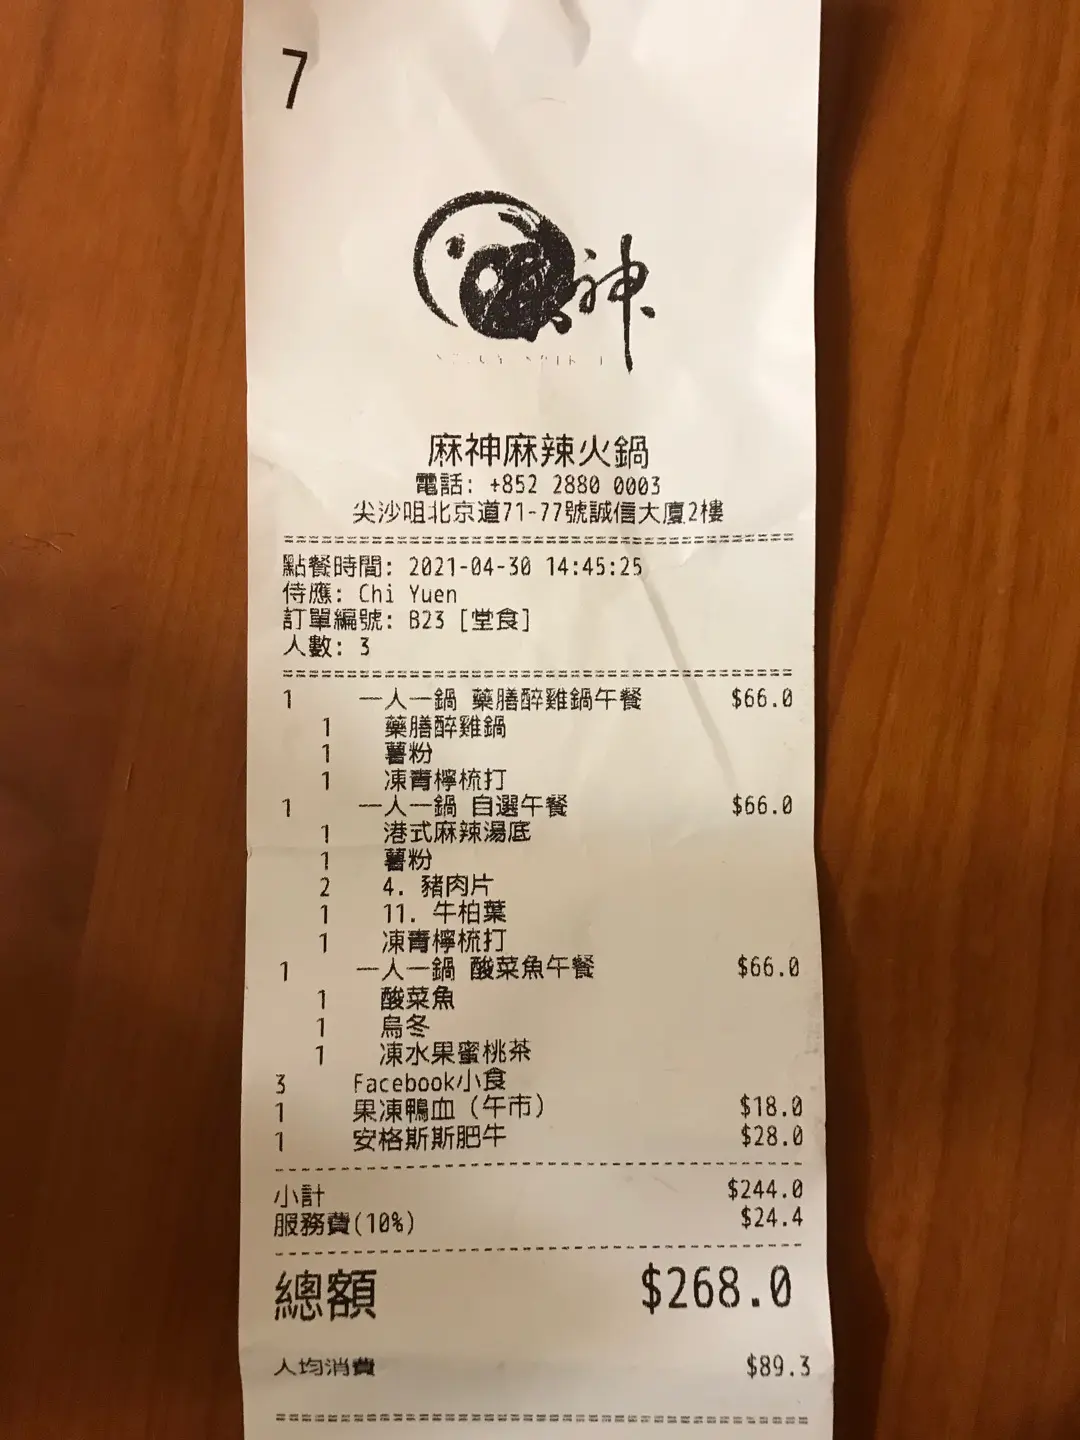 7
神
麻神麻辣火鍋
電話: +852 2880 0003
尖沙咀北京道71-77號誠信大廈2樓
點餐時間: 2021-04-30 14:45:25
侍應: Chi Yuen
訂單編號: B23 [堂食]
人數: 3
1 一人一鍋 藥膳醉雞鍋午餐 $66.0
1 藥膳醉雞鍋
1 薯粉
1 凍青檸梳打
1 一人一鍋 自選午餐 $66.0
1 港式麻辣湯底
1 薯粉
2 4. 豬肉片
1 11. 牛柏葉
1 凍青檸梳打
1 一人一鍋 酸菜魚午餐 $66.0
1 酸菜魚
1 烏冬
1 凍水果蜜桃茶
3 Facebook小食
1 果凍鴨血（午市） $18.0
1 安格斯斯肥牛 $28.0
小計 $244.0
服務費(10%) $24.4
總額 $268.0
人均消費 $89.3